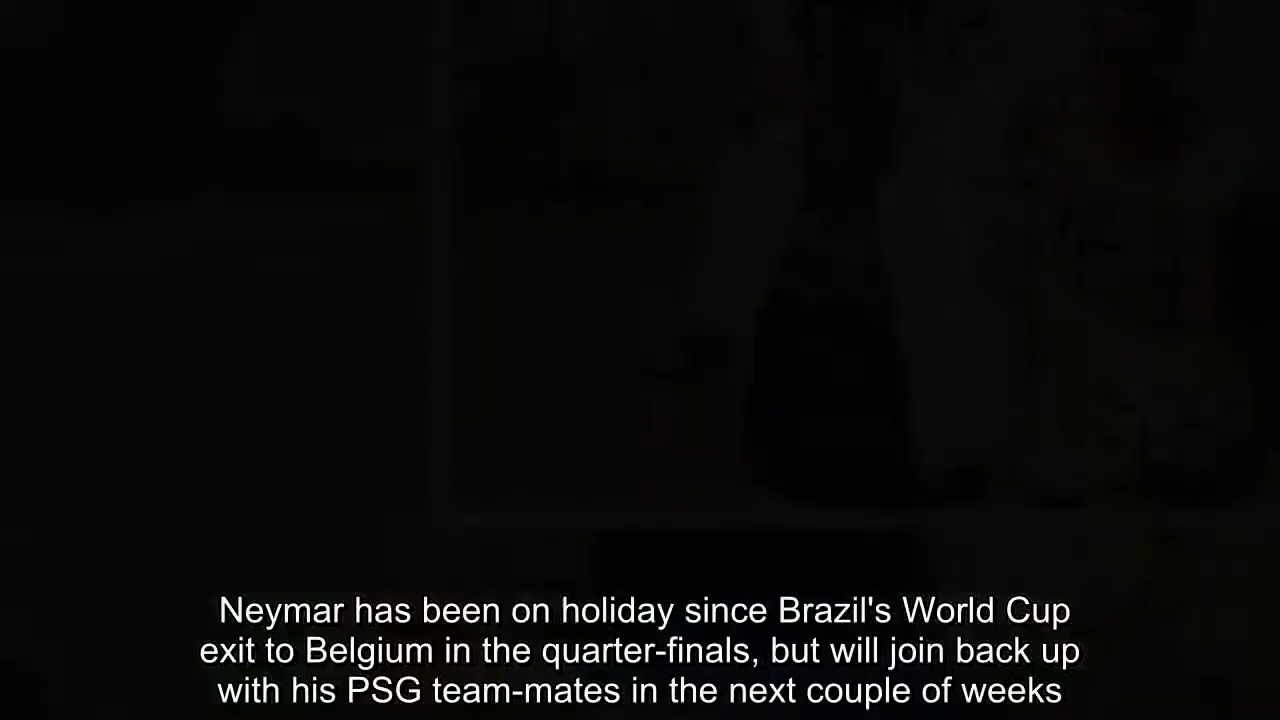 Neymar has been on holiday since Brazil's World Cup
exit to Belgium in the quarter-finals, but will join back up
with his PSG team-mates in the next couple of weeks